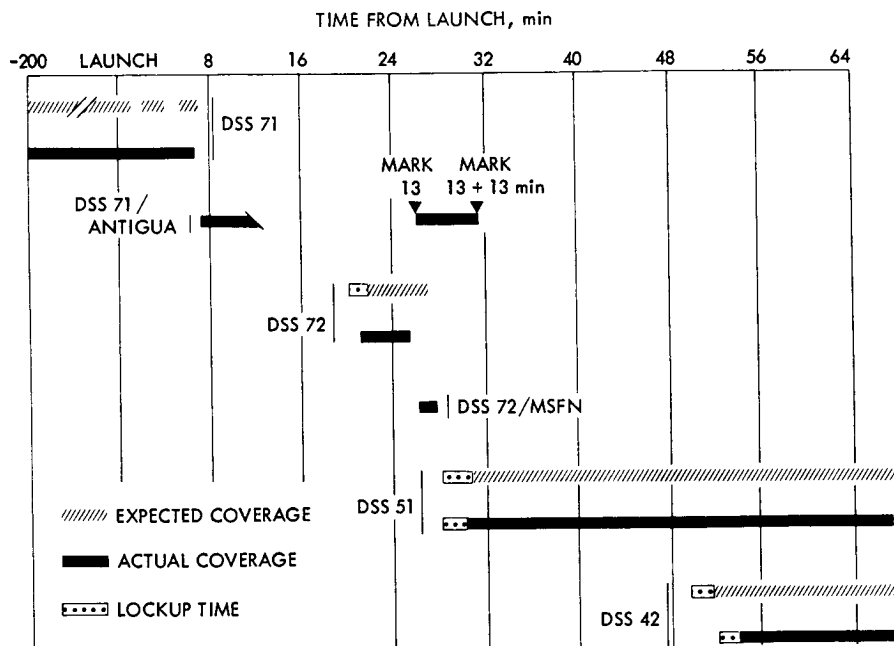 TIME FROM LAUNCH, min
-200 LAUNCH 8 24 32 40 48 56 64
DSS 71
MARK 13
MARK 13 + 13 min
DSS 71/
ANTIGUA
DSS 72
DSS 72/MSFN
DSS 51
EXPECTED COVERAGE
ACTUAL COVERAGE
LOCKUP TIME
DSS 42